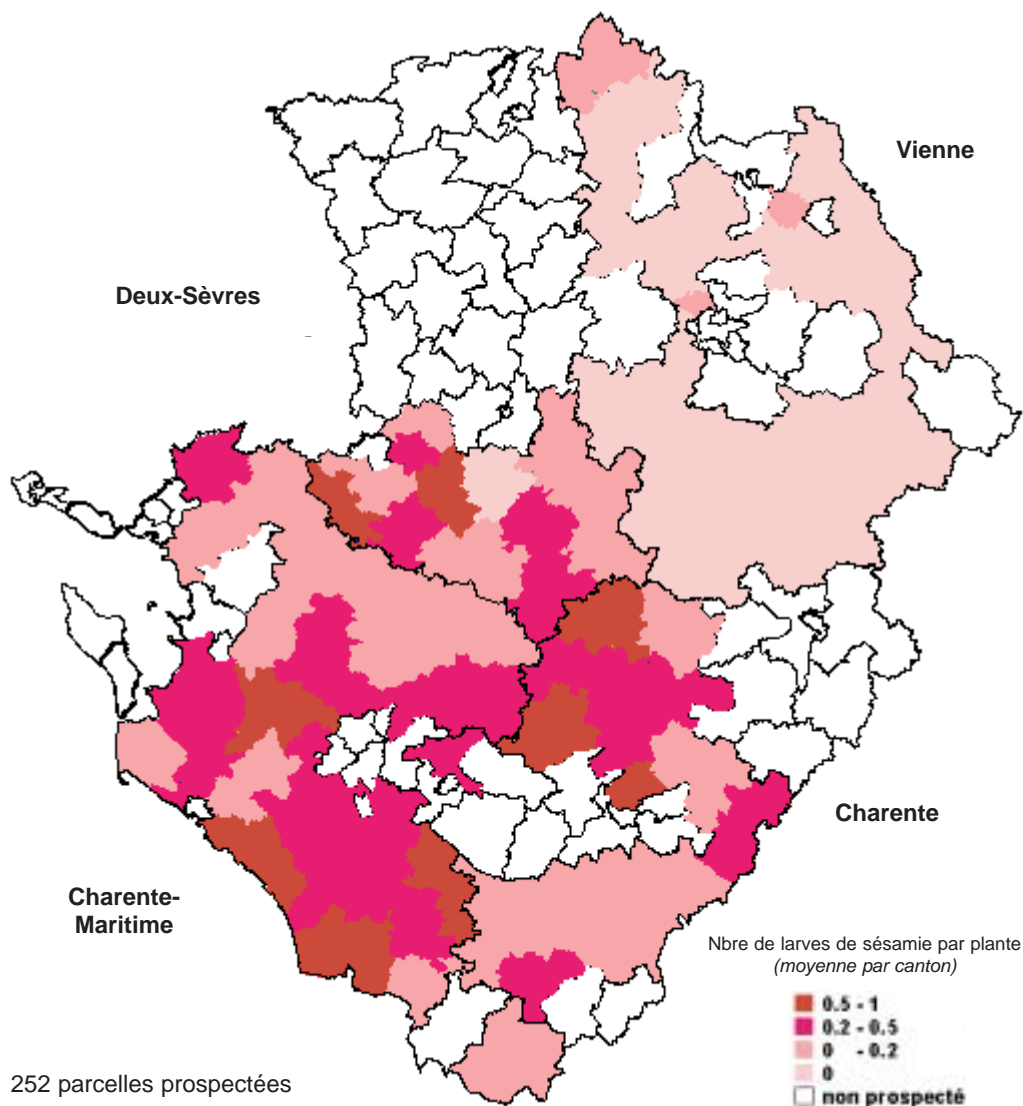 Vienne
Deux-Sèvres
Charente
Charente-
Maritime
Nbre de larves de sésamie par plante
(moyenne par canton)
0.5 - 1
0.2 - 0.5
0 - 0.2
0
non prospecté
252 parcelles prospectées